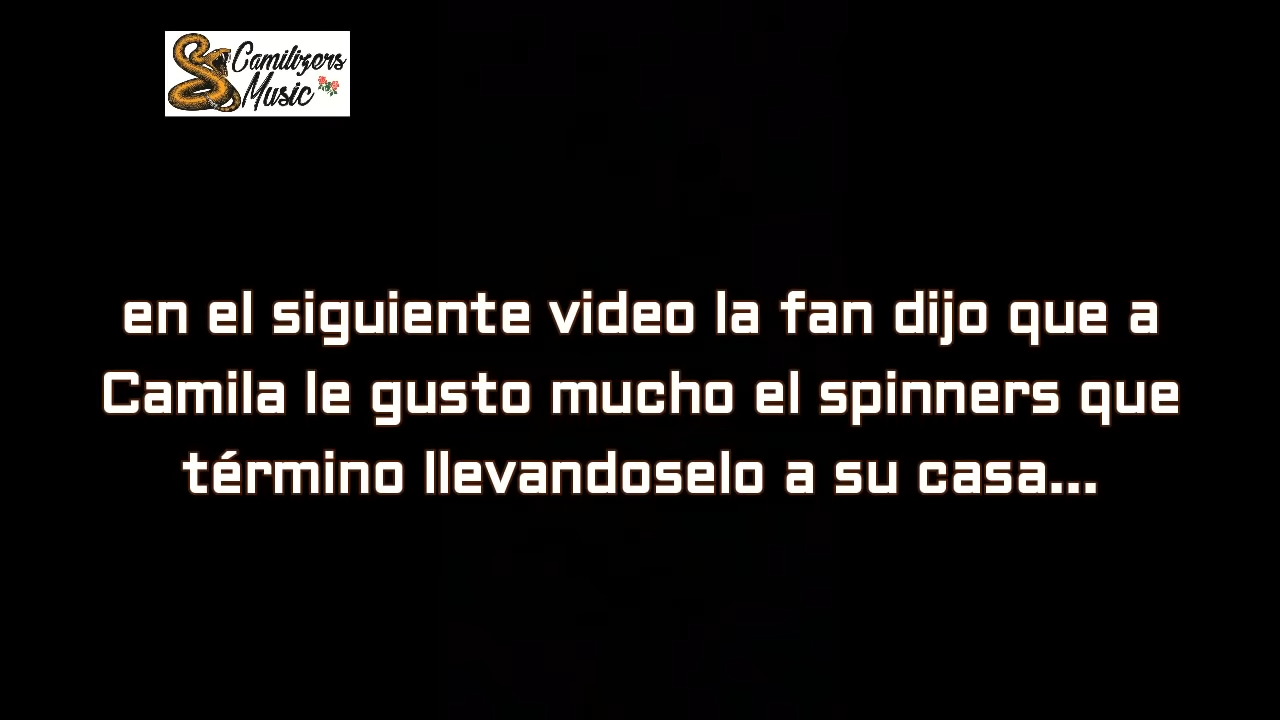 Camilizers
Music
en el siguiente video la fan dijo que a
Camila le gusto mucho el spinners que
término llevandoselo a su casa...